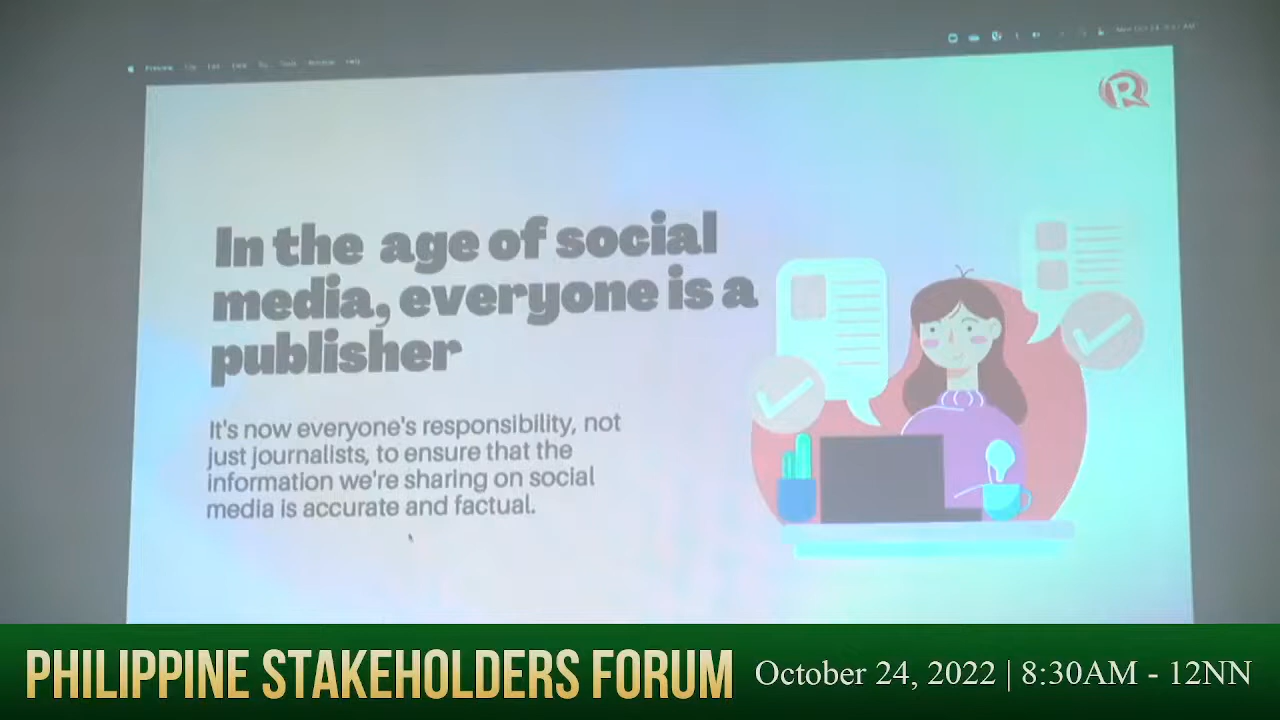 Preview
Help
R
In the age of social
media, everyone is a
publisher
It's now everyone's responsibility, not
just journalists, to ensure that the
information we're sharing on social
media is accurate and factual.
PHILIPPINE STAKEHOLDERS FORUM
October 24, 2022 | 8:30AM - 12NN